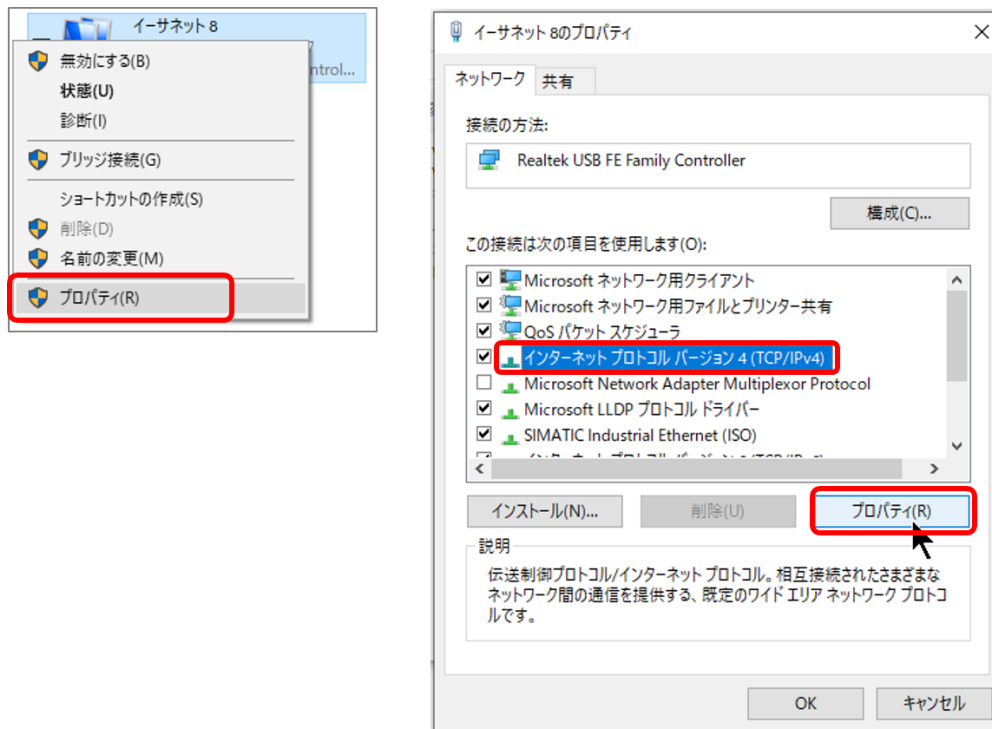 イーサネット 8
ntrol...
無効にする(B)
状態(U)
診断(I)
ブリッジ接続(G)
ショートカットの作成(S)
削除(D)
名前の変更(M)
プロパティ(R)
イーサネット 8のプロパティ
ネットワーク
共有
接続の方法:
Realtek USB FE Family Controller
構成(C)...
この接続は次の項目を使用します(O):
Microsoft ネットワーク用クライアント
Microsoft ネットワーク用ファイルとプリンター共有
QoS パケット スケジューラ
インターネット プロトコル バージョン 4 (TCP/IPv4)
Microsoft Network Adapter Multiplexor Protocol
Microsoft LLDP プロトコル ドライバー
SIMATIC Industrial Ethernet (ISO)
インストール(N)...
削除(U)
プロパティ(R)
説明
伝送制御プロトコル/インターネット プロトコル。相互接続されたさまざまな
ネットワーク間の通信を提供する、既定のワイド エリア ネットワーク プロトコ
ルです。
OK
キャンセル